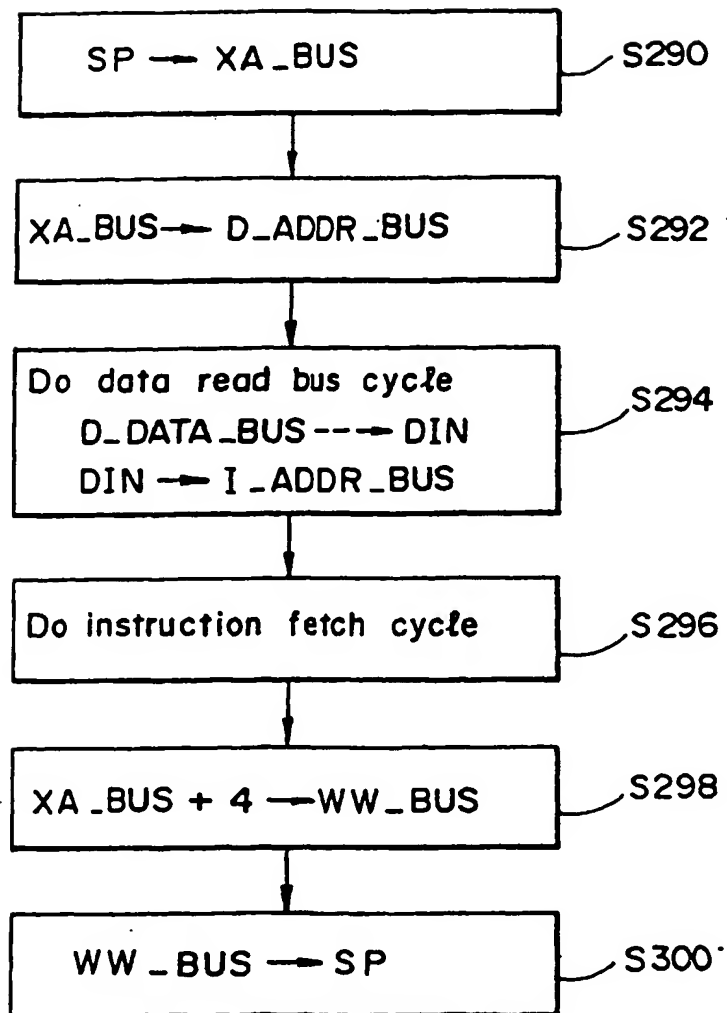 SP → XA_BUS
S290
XA_BUS → D_ADDR_BUS
S292
Do data read bus cycle
D_DATA_BUS ---→ DIN
DIN → I_ADDR_BUS
S294
Do instruction fetch cycle
S296
XA_BUS + 4 → WW_BUS
S298
WW_BUS → SP
S300